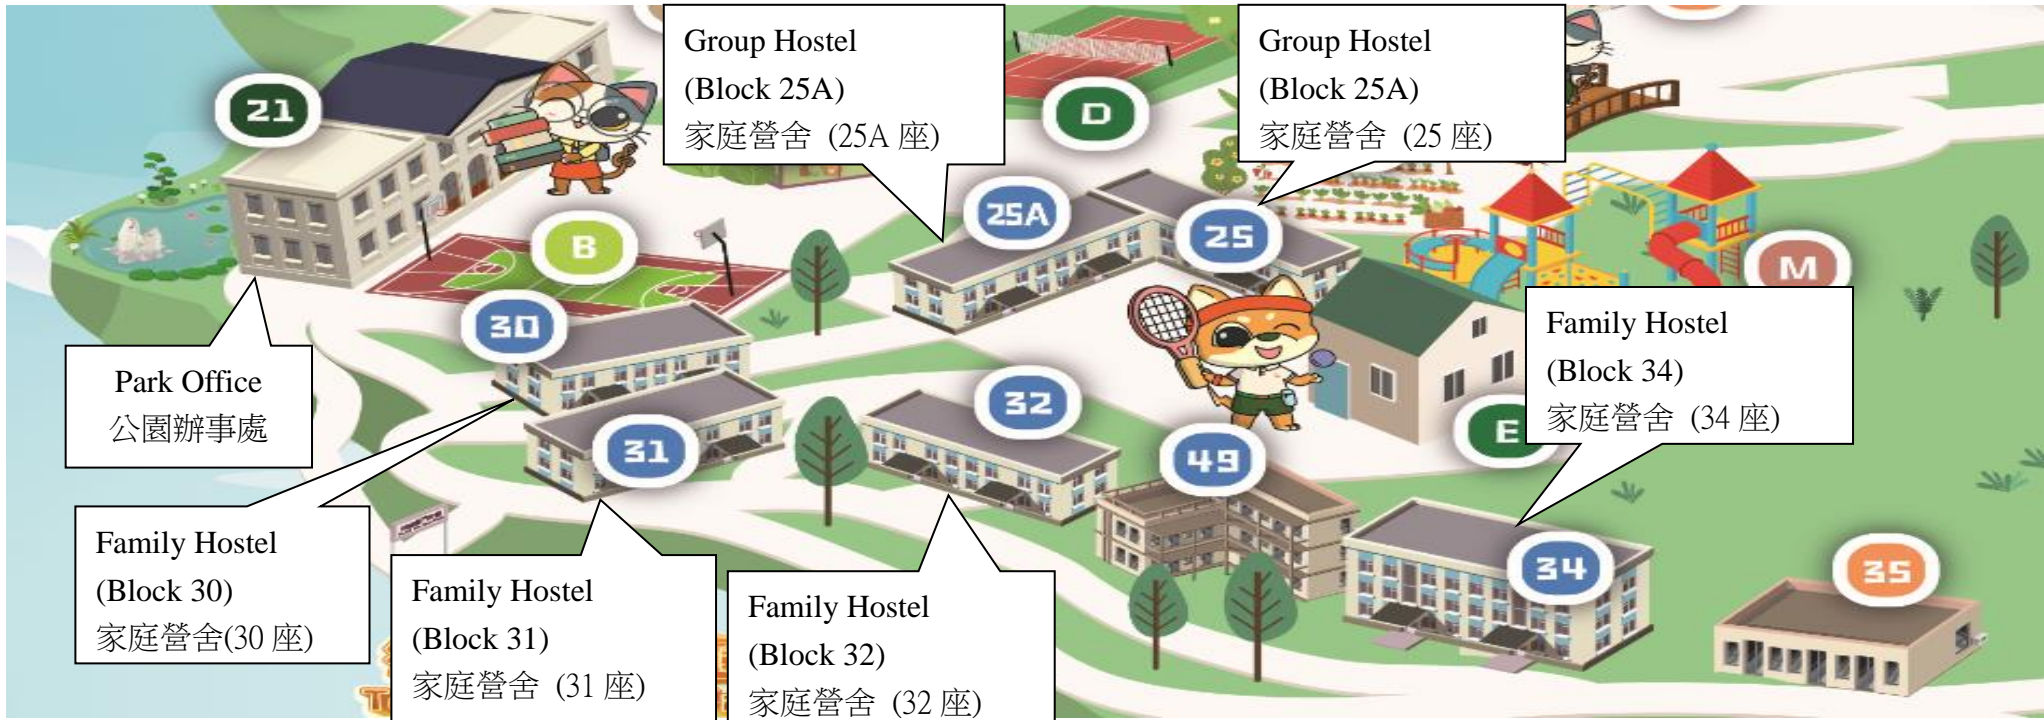 Group Hostel
(Block 25A)
家庭營舍 (25A 座)
Group Hostel
(Block 25A)
家庭營舍 (25 座)
21
D
25A
25
B
M
30
Park Office
公園辦事處
Family Hostel
(Block 34)
家庭營舍 (34 座)
32
31
49
E
34
35
Family Hostel
(Block 30)
家庭營舍(30 座)
Family Hostel
(Block 31)
家庭營舍 (31 座)
Family Hostel
(Block 32)
家庭營舍 (32 座)